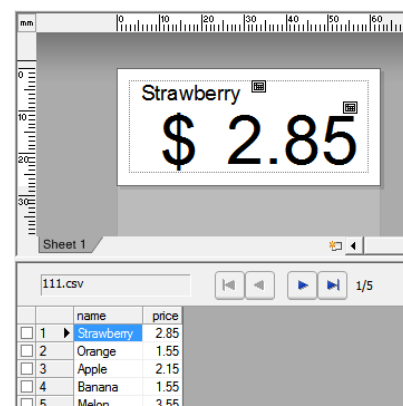 mm 0 10 20 30 40 50 60
0
10
20
30
Strawberry
$ 2.85
Sheet 1
111.csv 1/5
name price
1 Strawberry 2.85
2 Orange 1.55
3 Apple 2.15
4 Banana 1.55
5 Melon 3.55